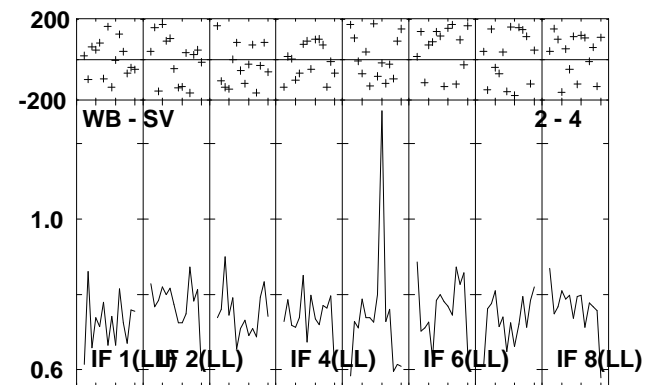 200
-200
WB - SV 2 - 4
1.0
0.6
IF 1(LL) IF 2(LL) IF 4(LL) IF 6(LL) IF 8(LL)